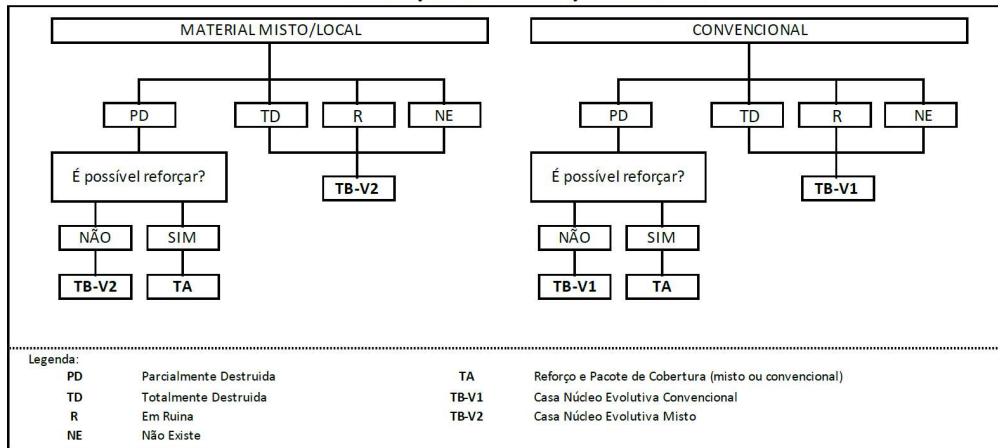 MATERIAL MISTO/LOCAL
PD
TD
R
NE
É possível reforçar?
TB-V2
NÃO
SIM
TB-V2
TA
CONVENCIONAL
PD
TD
R
NE
É possível reforçar?
TB-V1
NÃO
SIM
TB-V1
TA
Legenda:
PD Parcialmente Destruida
TD Totalmente Destruida
R Em Ruina
NE Não Existe
TA Reforço e Pacote de Cobertura (misto ou convencional)
TB-V1 Casa Núcleo Evolutiva Convencional
TB-V2 Casa Núcleo Evolutiva Misto